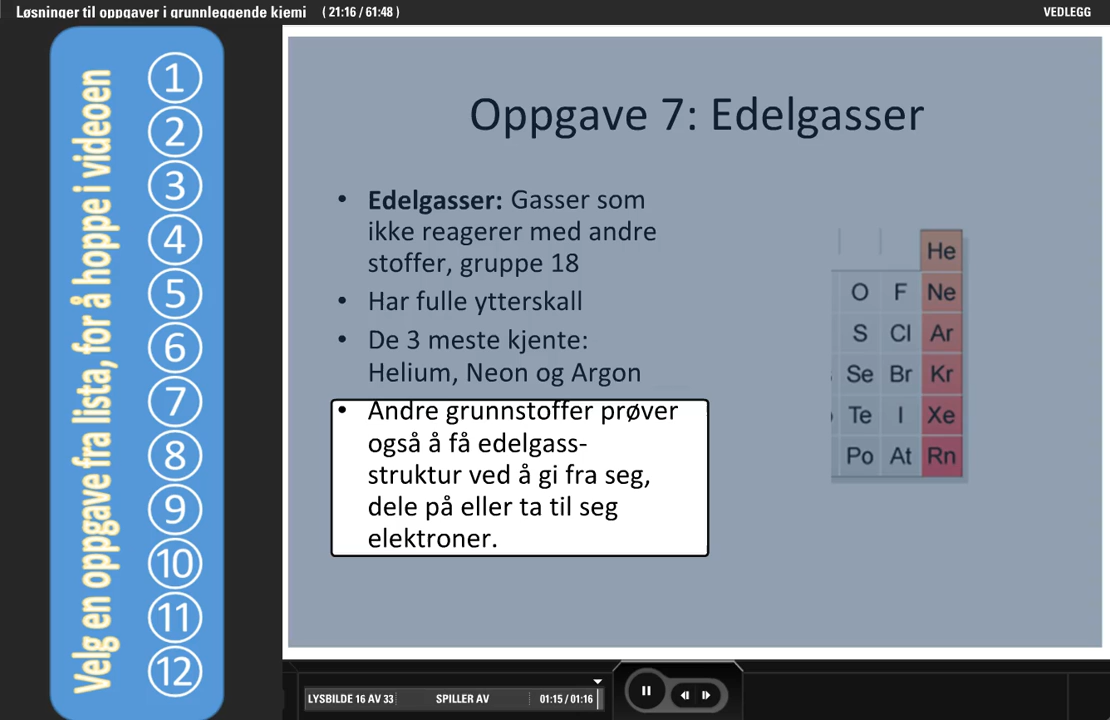 Løsninger til oppgaver i grunnleggende kjemi ( 21:16 / 61:48 )
VEDLEGG
Velg en oppgave fra lista, for å hoppe i videoen
1
2
3
4
5
6
7
8
9
10
11
12
Oppgave 7: Edelgasser
• Edelgasser: Gasser som
ikke reagerer med andre
stoffer, gruppe 18
• Har fulle ytterskall
• De 3 meste kjente:
Helium, Neon og Argon
• Andre grunnstoffer prøver
også å få edelgass-
struktur ved å gi fra seg,
dele på eller ta til seg
elektroner.
He
O F Ne
S Cl Ar
Se Br Kr
Te I Xe
Po At Rn
LYSBILDE 16 AV 33 SPILLER AV 01:15 / 01:16